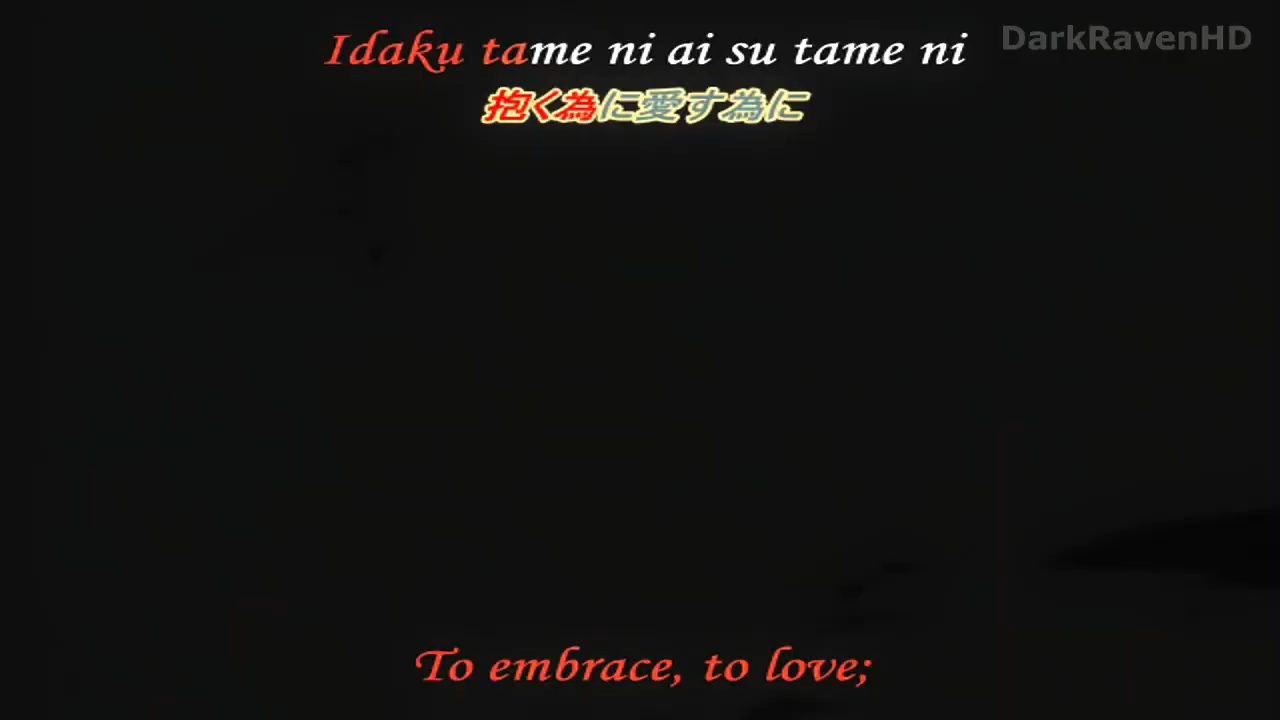 Idaku tame ni ai su tame ni
DarkRavenHD
抱く為に愛す為に
To embrace, to love;